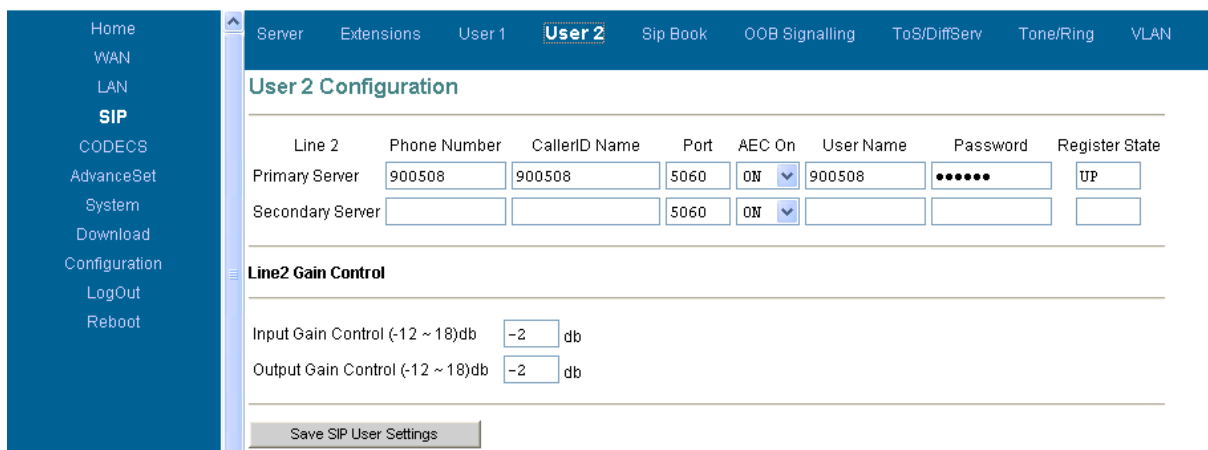 Home
WAN
LAN
SIP
CODECS
AdvanceSet
System
Download
Configuration
LogOut
Reboot
Server Extensions User 1 User 2 Sip Book OOB Signalling ToS/DiffServ Tone/Ring VLAN
User 2 Configuration
Line 2 Phone Number CallerID Name Port AEC On User Name Password Register State
Primary Server 900508 900508 5060 ON 900508 •••••• UP
Secondary Server 5060 ON
Line2 Gain Control
Input Gain Control (-12 ~ 18)db -2 db
Output Gain Control (-12 ~ 18)db -2 db
Save SIP User Settings